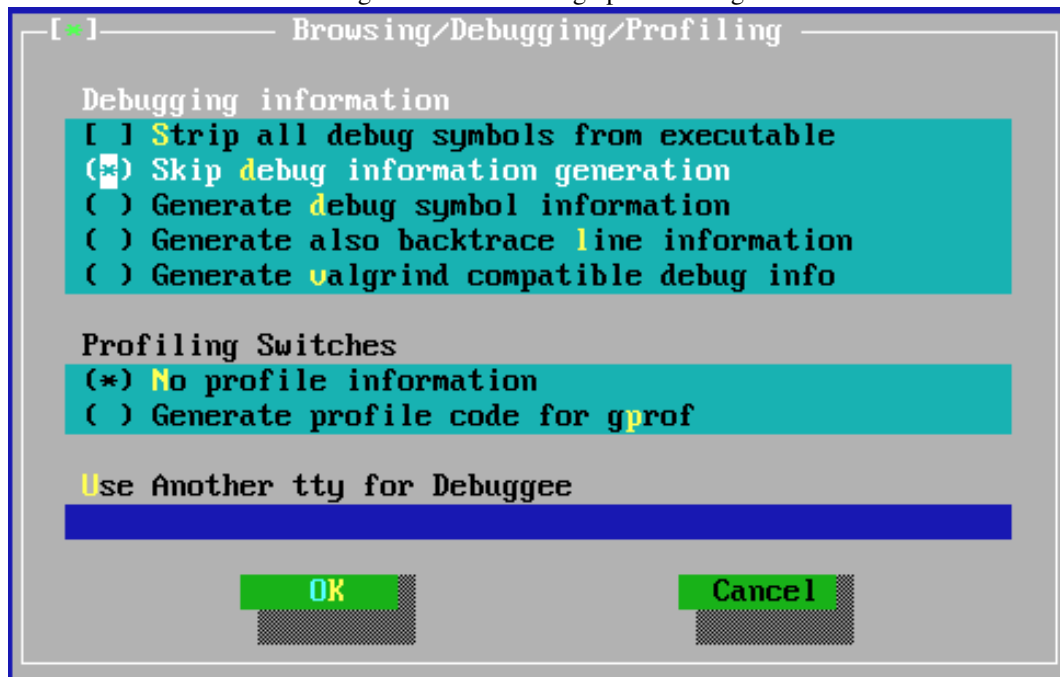 [*] Browsing/Debugging/Profiling
Debugging information
[ ] Strip all debug symbols from executable
(*) Skip debug information generation
( ) Generate debug symbol information
( ) Generate also backtrace line information
( ) Generate valgrind compatible debug info
Profiling Switches
(*) No profile information
( ) Generate profile code for gprof
Use Another tty for Debuggee
OK Cancel